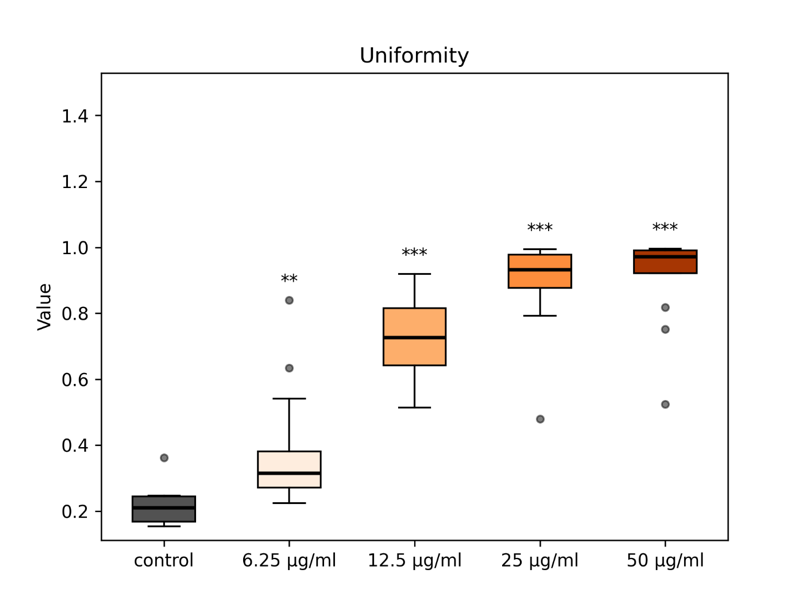 Uniformity
1.4
1.2
1.0
0.8
0.6
0.4
0.2
Value
**
***
***
***
control
6.25 µg/ml
12.5 µg/ml
25 µg/ml
50 µg/ml